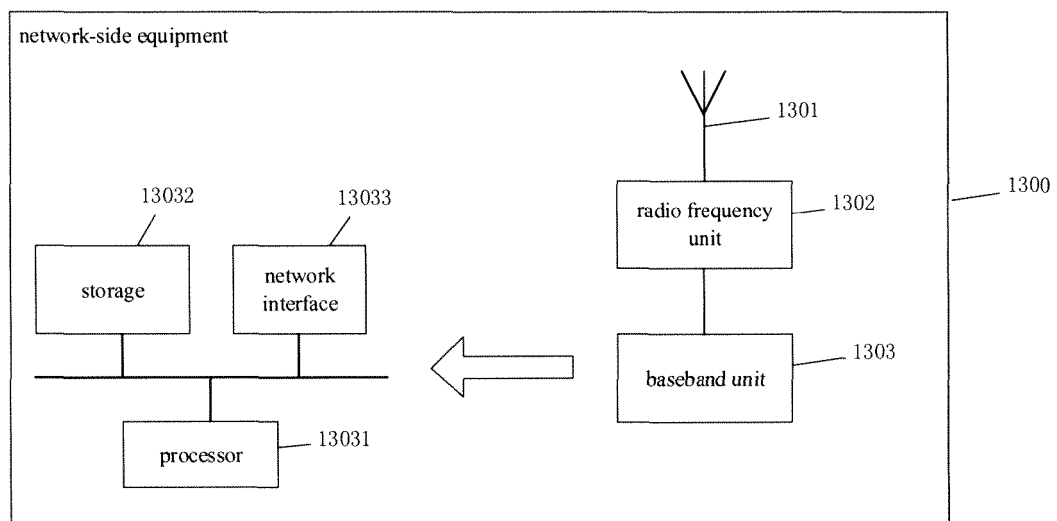 network-side equipment
1301
13032
13033
1300
radio frequency
unit
1302
storage
network
interface
1303
baseband unit
13031
processor